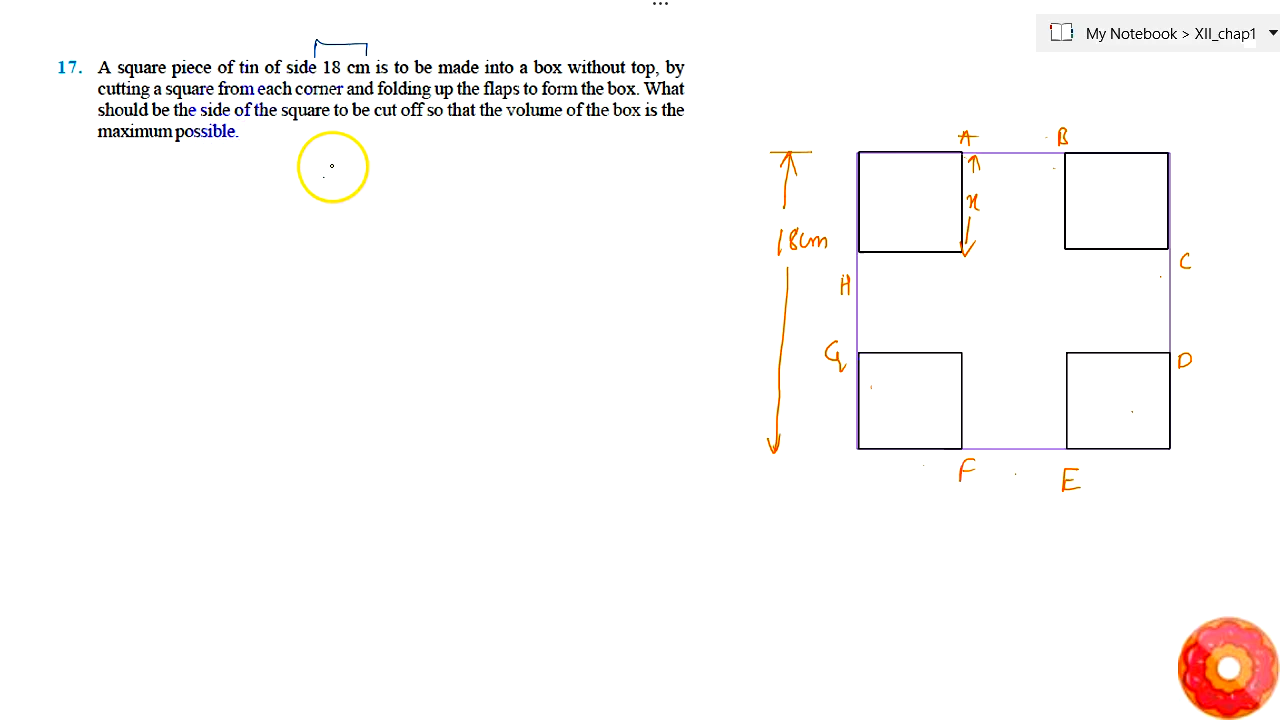 ...
My Notebook > XII_chap1
17. A square piece of tin of side 18 cm is to be made into a box without top, by
cutting a square from each corner and folding up the flaps to form the box. What
should be the side of the square to be cut off so that the volume of the box is the
maximum possible.
A B
x
18cm
C
H
G D
F E